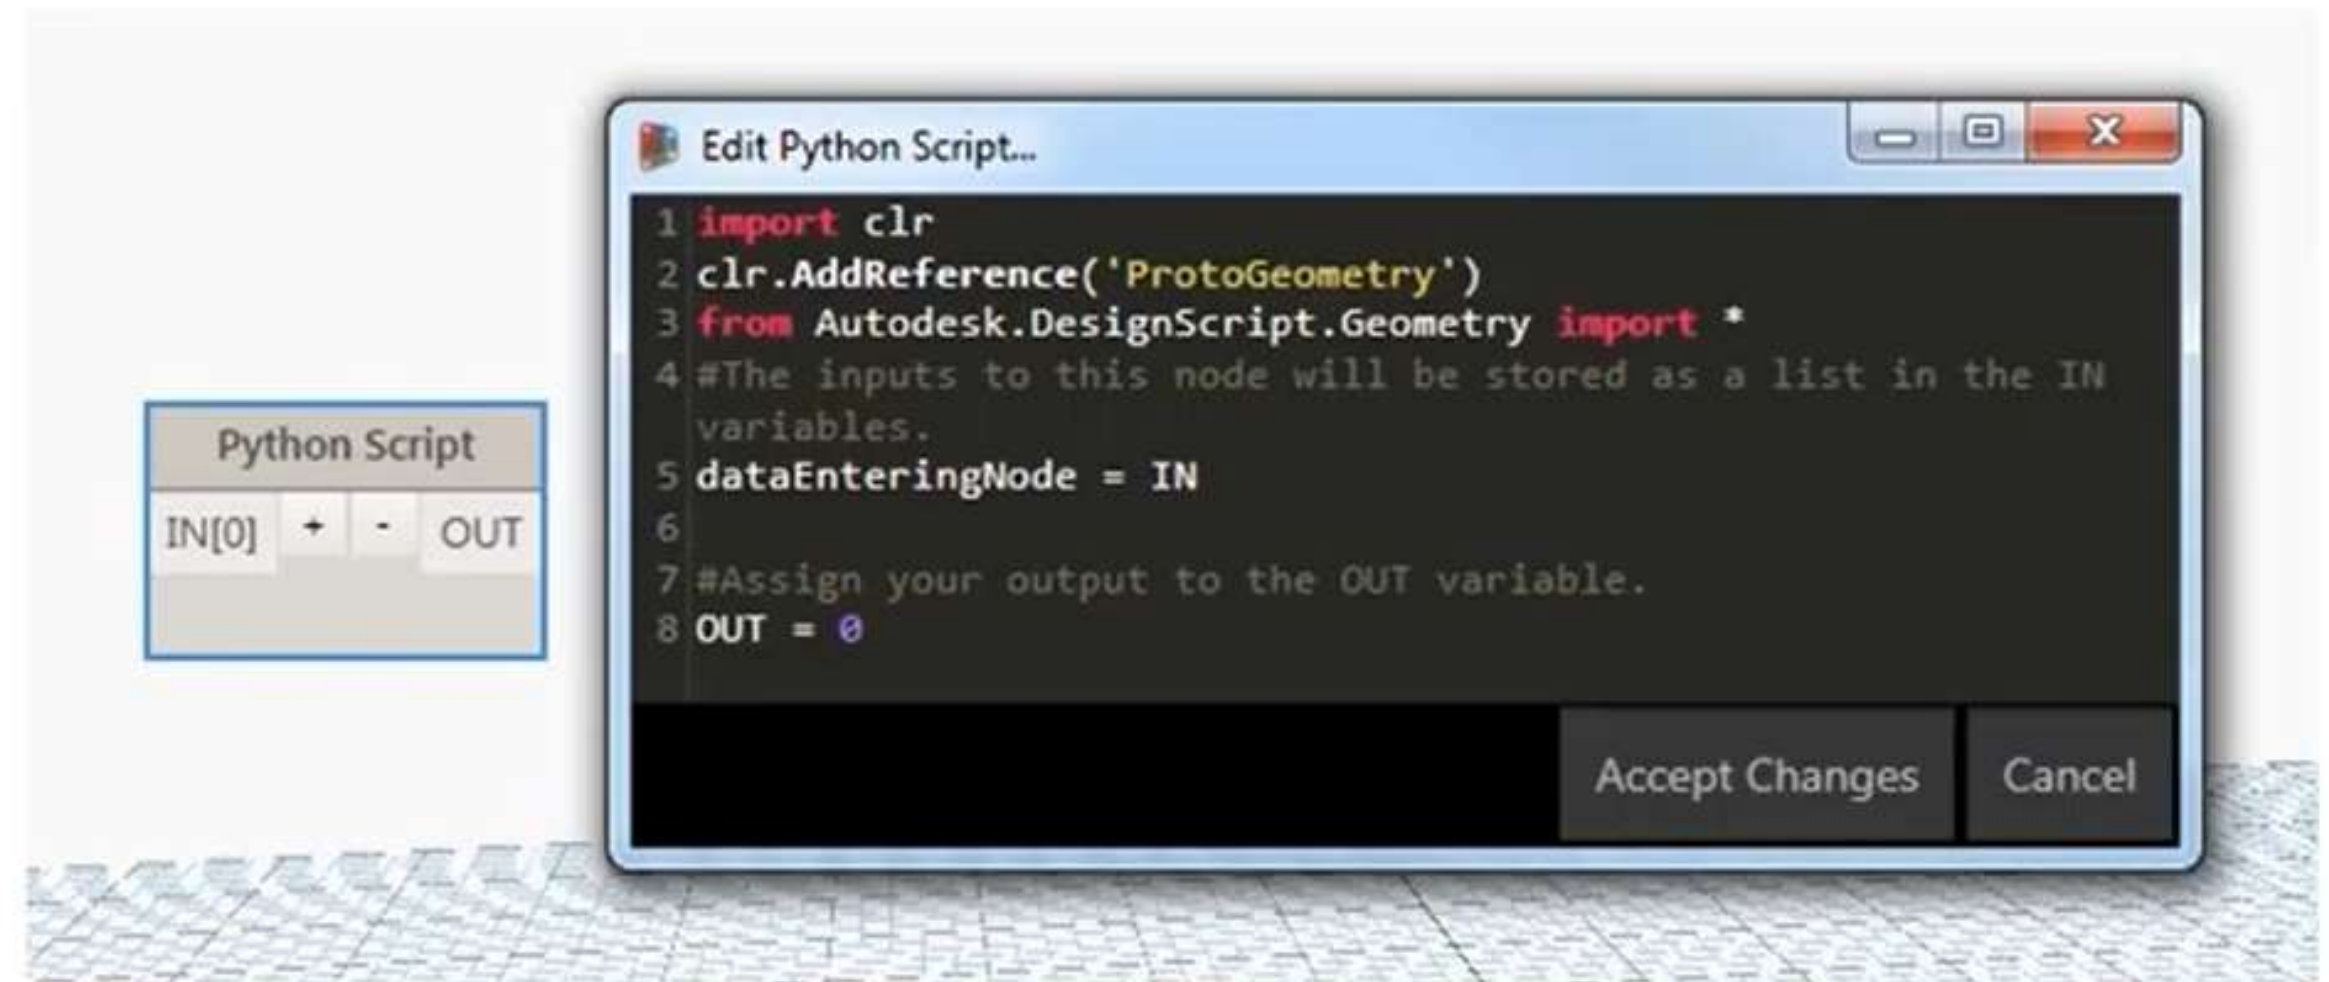 Python Script
IN[0] + - OUT
Edit Python Script...
1 import clr
2 clr.AddReference('ProtoGeometry')
3 from Autodesk.DesignScript.Geometry import *
4 #The inputs to this node will be stored as a list in the IN
variables.
5 dataEnteringNode = IN
6
7 #Assign your output to the OUT variable.
8 OUT = 0
Accept Changes Cancel